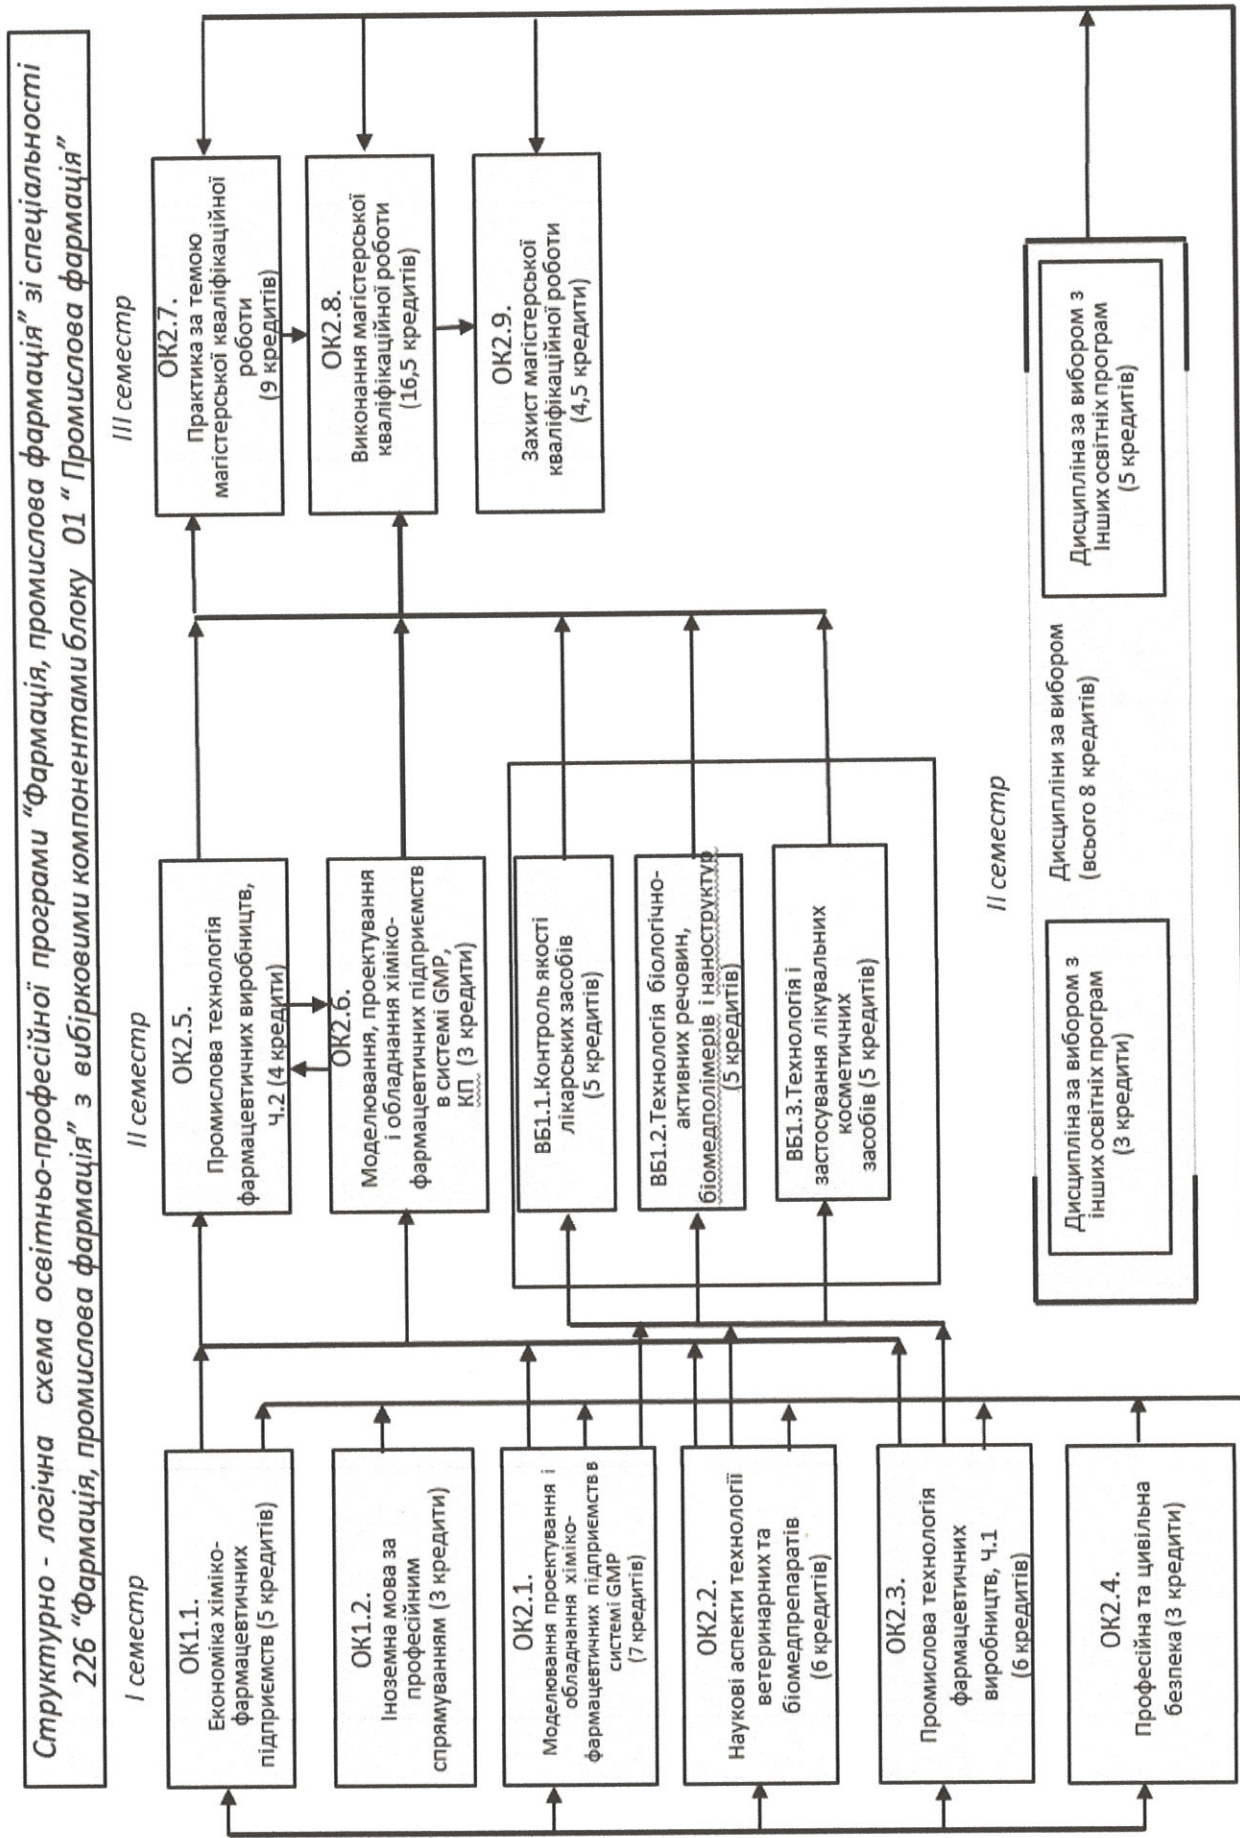 Структурно - логічна схема освітньо-професійної програми "Фармація, промислова фармація" зі спеціальності
226 "Фармація, промислова фармація" з вибірковими компонентами блоку 01 "Промислова фармація"
I семестр
ОК1.1.
Економіка хіміко-
фармацевтичних
підприємств (5 кредитів)
ОК1.2.
Іноземна мова за
професійним
спрямуванням (3 кредити)
ОК2.1.
Моделювання проектування і
обладнання хіміко-
фармацевтичних підприємств в
системі GMP
(7 кредитів)
ОК2.2.
Наукові аспекти технології
ветеринарних та
біомедпрепаратів
(6 кредитів)
ОК2.3.
Промислова технологія
фармацевтичних
виробництв, ч.1
(6 кредитів)
ОК2.4.
Професійна та цивільна
безпека (3 кредити)
II семестр
ОК2.5.
Промислова технологія
фармацевтичних виробництв,
ч.2 (4 кредити)
ОК2.6.
Моделювання, проектування
і обладнання хіміко-
фармацевтичних підприємств
в системі GMP,
КП (3 кредити)
ВБ1.1.Контроль якості
лікарських засобів
(5 кредитів)
ВБ1.2.Технологія біологічно-
активних речовин,
біомедполімерів і наноструктур
(5 кредитів)
ВБ1.3.Технологія і
застосування лікувальних
косметичних
засобів (5 кредитів)
III семестр
ОК2.7.
Практика за темою
магістерської кваліфікаційної
роботи
(9 кредитів)
ОК2.8.
Виконання магістерської
кваліфікаційної роботи
(16,5 кредитів)
ОК2.9.
Захист магістерської
кваліфікаційної роботи
(4,5 кредити)
II семестр
Дисципліна за вибором з
інших освітніх програм
(3 кредити)
Дисципліни за вибором
(всього 8 кредитів)
Дисципліна за вибором з
Інших освітніх програм
(5 кредитів)